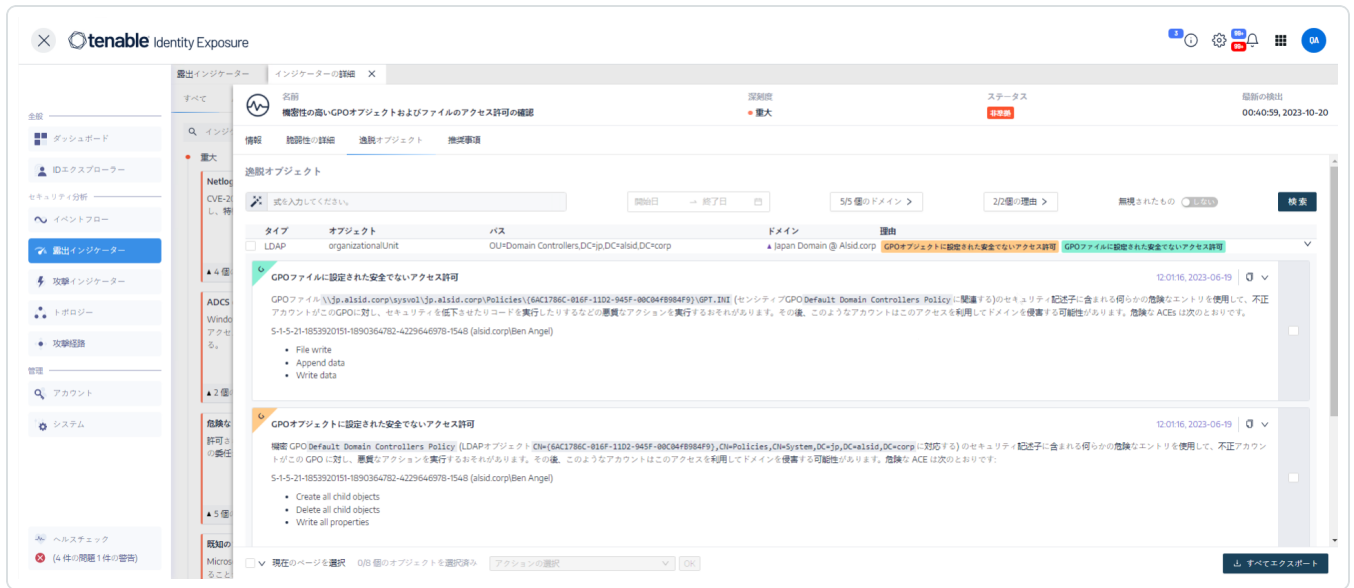 tenable Identity Exposure
3
99+
99+
QA
露出インジケーター
インジケーターの詳細
すべて
名前
深刻度
ステータス
最新の検出
機密性の高いGPOオブジェクトおよびファイルのアクセス許可の確認
重大
非準拠
00:40:59, 2023-10-20
全般
ダッシュボード
IDエクスプローラー
セキュリティ分析
イベントフロー
露出インジケーター
攻撃インジケーター
トポロジー
攻撃経路
管理
アカウント
システム
ヘルスチェック
(4 件の問題 1 件の警告)
インジケ
重大
Netlog
CVE-20
し、特
▲ 4 個
ADCS
Windo
アクセ
る。
▲ 2 個の
危険な
許可さ
の委任
▲ 5 個
既知の
Micros
ること
情報
脆弱性の詳細
逸脱オブジェクト
推奨事項
逸脱オブジェクト
式を入力してください。
開始日 → 終了日
5/5 個のドメイン >
2/2個の理由 >
無視されたもの
しない
検索
タイプ
オブジェクト
パス
ドメイン
理由
LDAP
organizationalUnit
OU=Domain Controllers,DC=jp,DC=alsid,DC=corp
Japan Domain @ Alsid.corp
GPOオブジェクトに設定された安全でないアクセス許可
GPOファイルに設定された安全でないアクセス許可
GPOファイルに設定された安全でないアクセス許可
12:01:16, 2023-06-19
GPOファイル \\jp.alsid.corp\sysvol\jp.alsid.corp\Policies\{6AC1786C-016F-11D2-945F-00C04fB984F9}\GPT.INI (センシティブGPO Default Domain Controllers Policy に関連する)のセキュリティ記述子に含まれる何らかの危険なエントリを使用して、不正
アカウントがこのGPOに対し、セキュリティを低下させたりコードを実行したりするなどの悪質なアクションを実行するおそれがあります。その後、このようなアカウントはこのアクセスを利用してドメインを侵害する可能性があります。危険な ACEs は次のとおりです。
S-1-5-21-1853920151-1890364782-4229646978-1548 (alsid.corp\Ben Angel)
• File write
• Append data
• Write data
GPOオブジェクトに設定された安全でないアクセス許可
12:01:16, 2023-06-19
機密 GPO Default Domain Controllers Policy (LDAPオブジェクト CN={6AC1786C-016F-11D2-945F-00C04fB984F9},CN=Policies,CN=System,DC=jp,DC=alsid,DC=corp に対応する) のセキュリティ記述子に含まれる何らかの危険なエントリを使用して、不正アカウン
トがこの GPO に対し、悪質なアクションを実行するおそれがあります。その後、このようなアカウントはこのアクセスを利用してドメインを侵害する可能性があります。危険な ACE は次のとおりです:
S-1-5-21-1853920151-1890364782-4229646978-1548 (alsid.corp\Ben Angel)
• Create all child objects
• Delete all child objects
• Write all properties
現在のページを選択
0/8 個のオブジェクトを選択済み
アクションの選択
OK
すべてエクスポート